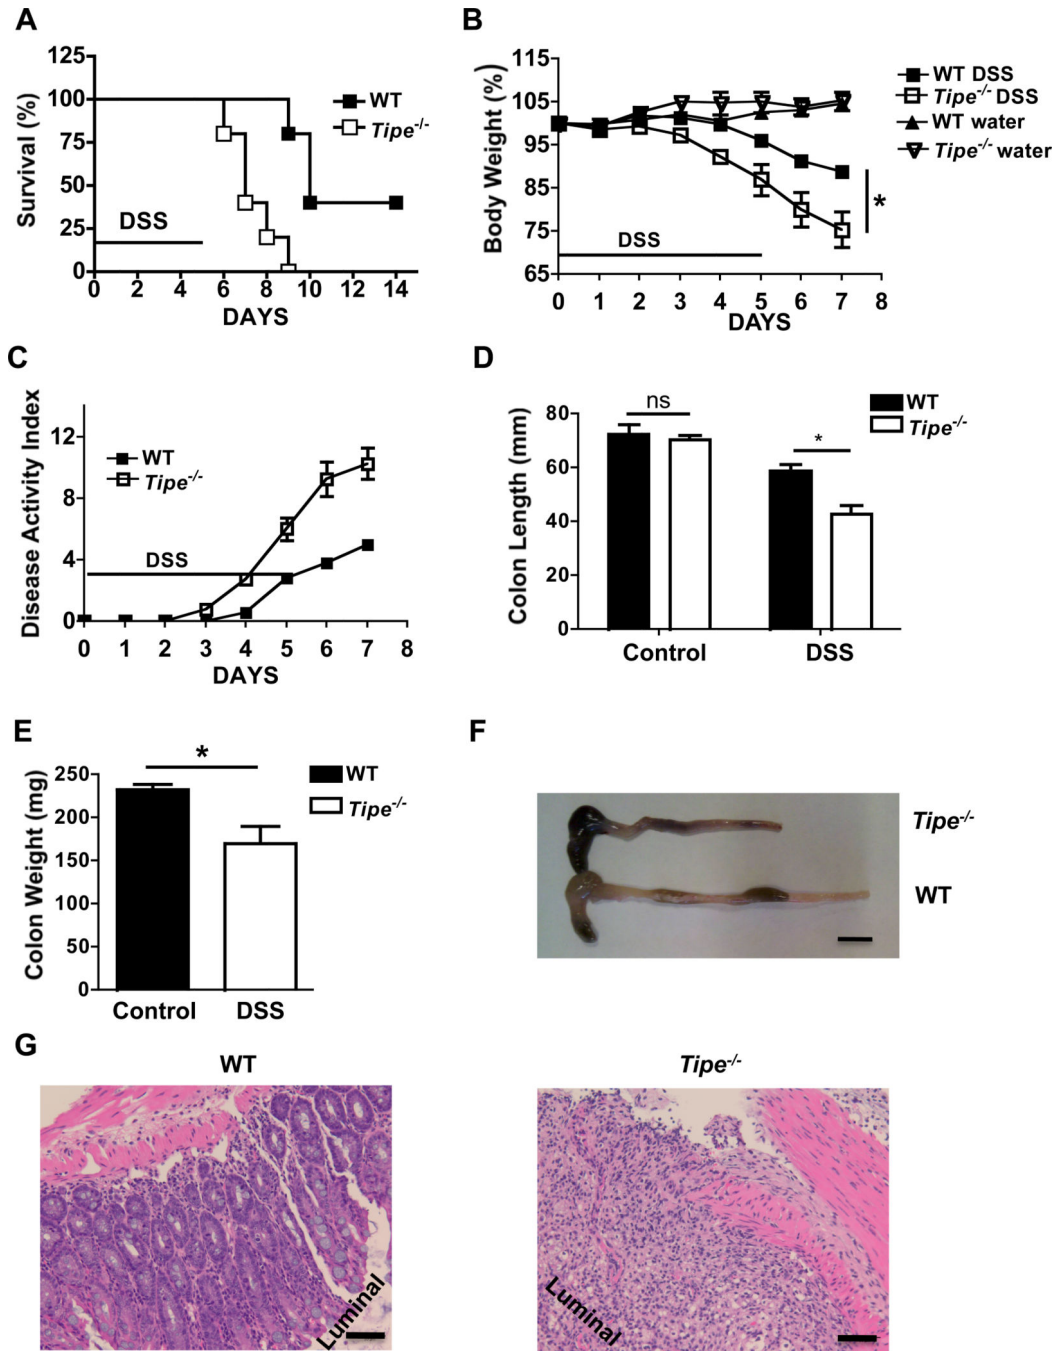 A
Survival (%)
125
100
75
50
25
0
0 2 4 6 8 10 12 14
DAYS
DSS
WT
Tipe-/-
B
Body Weight (%)
115
105
95
85
75
65
0 1 2 3 4 5 6 7 8
DAYS
DSS
WT DSS
Tipe-/- DSS
WT water
Tipe-/- water
*
C
Disease Activity Index
12
8
4
0
0 1 2 3 4 5 6 7 8
DAYS
DSS
WT
Tipe-/-
D
Colon Length (mm)
80
60
40
20
0
ns
*
WT
Tipe-/-
Control DSS
E
Colon Weight (mg)
250
200
150
100
50
0
*
WT
Tipe-/-
Control DSS
F
Tipe-/-
WT
G
WT
Luminal
Tipe-/-
Luminal